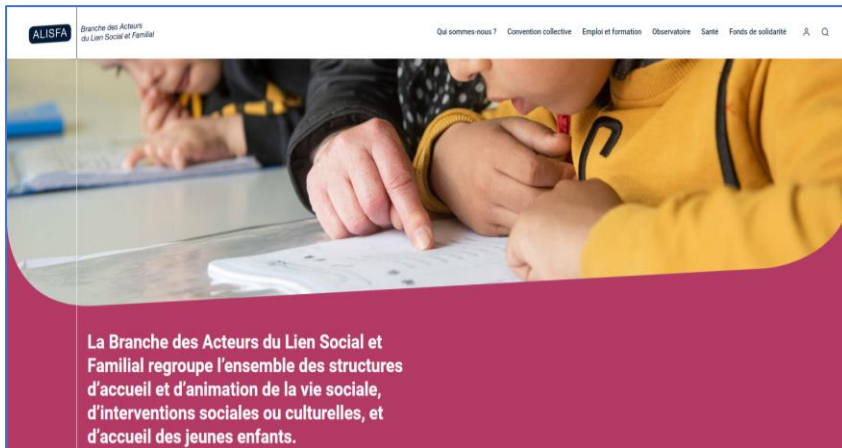 ALISFA
Branche des Acteurs
du Lien Social et Familial
Qui sommes-nous ? Convention collective Emploi et formation Observatoire Santé Fonds de solidarité
La Branche des Acteurs du Lien Social et
Familial regroupe l’ensemble des structures
d’accueil et d’animation de la vie sociale,
d’interventions sociales ou culturelles, et
d’accueil des jeunes enfants.